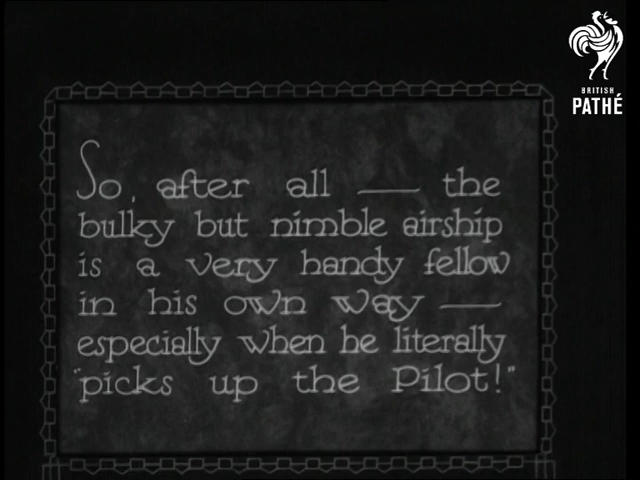 BRITISH
PATHÉ
So, after all — the
bulky but nimble airship
is a very handy fellow
in his own way —
especially when he literally
"picks up the Pilot!"